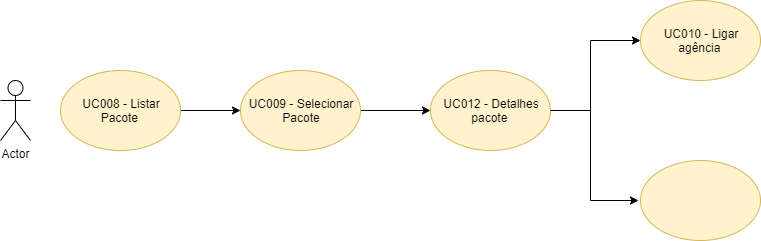 UC010 - Ligar
agência
UC008 - Listar
Pacote
UC009 - Selecionar
Pacote
UC012 - Detalhes
pacote
Actor